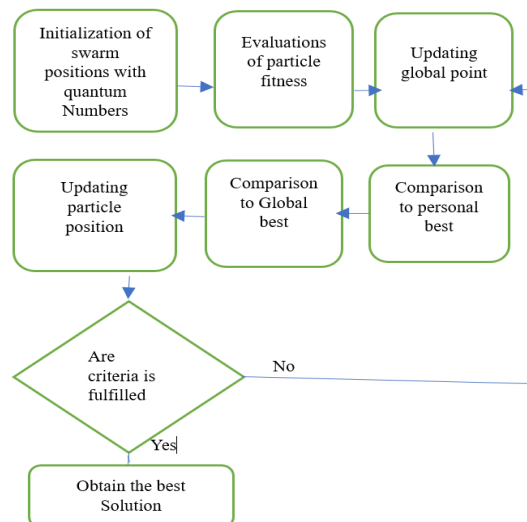 Initialization of
swarm
positions with
quantum
Numbers
Evaluations
of particle
fitness
Updating
global point
Comparison
to personal
best
Comparison
to Global
best
Updating
particle
position
Are
criteria is
fulfilled
No
Yes
Obtain the best
Solution